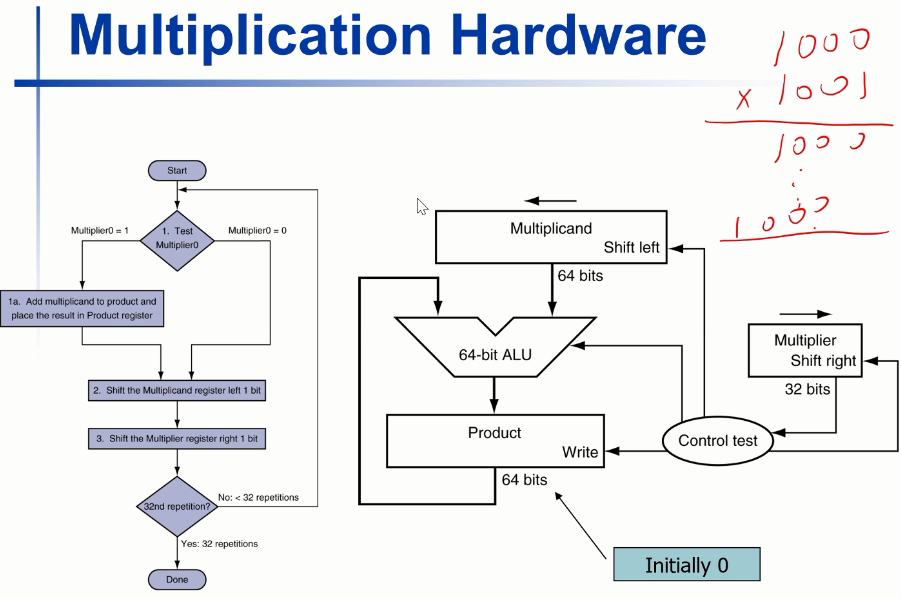 Multiplication Hardware
1000
x 1001
1000
1000
Start
Multiplier0 = 1
1. Test
Multiplier0
Multiplier0 = 0
1a. Add multiplicand to product and
place the result in Product register
2. Shift the Multiplicand register left 1 bit
3. Shift the Multiplier register right 1 bit
32nd repetition?
No: < 32 repetitions
Yes: 32 repetitions
Done
Multiplicand
Shift left
64 bits
64-bit ALU
Multiplier
Shift right
32 bits
Product
Write
64 bits
Control test
Initially 0